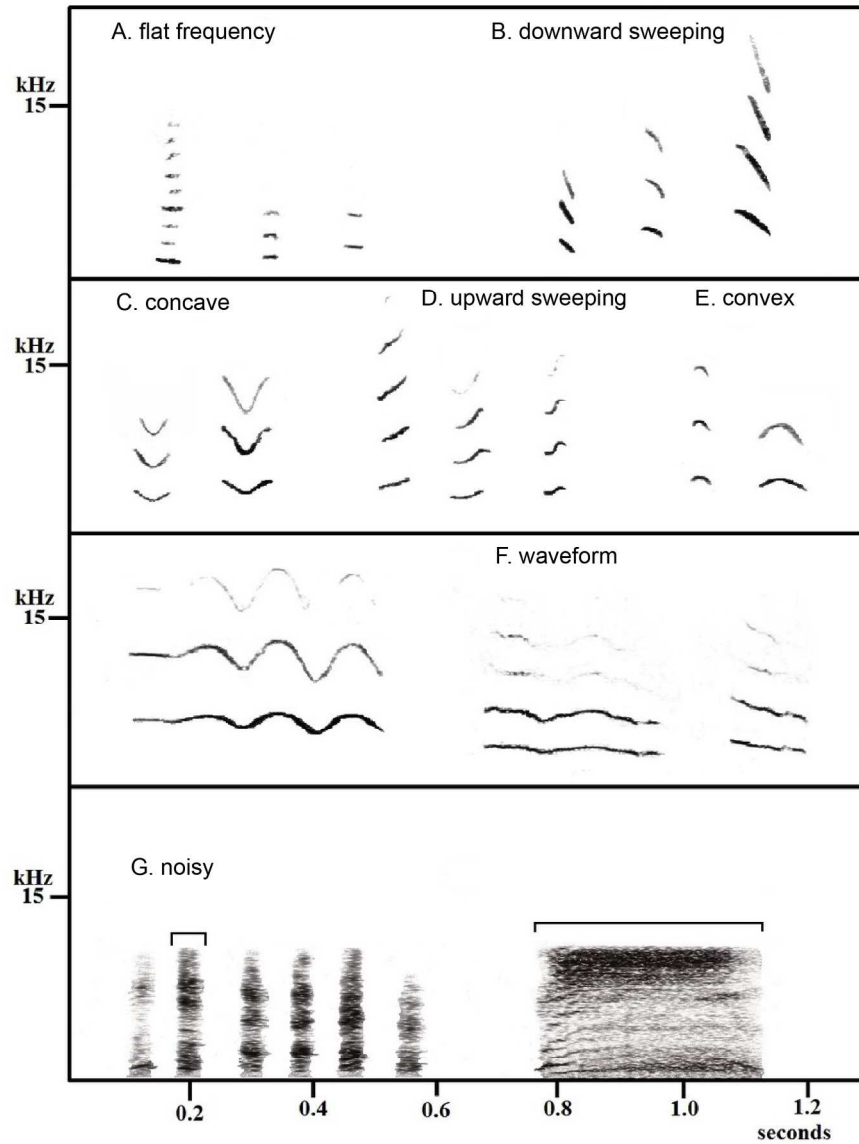 A. flat frequency
B. downward sweeping
kHz
15
C. concave
D. upward sweeping
E. convex
kHz
15
F. waveform
kHz
15
G. noisy
kHz
15
0.2
0.4
0.6
0.8
1.0
1.2
seconds